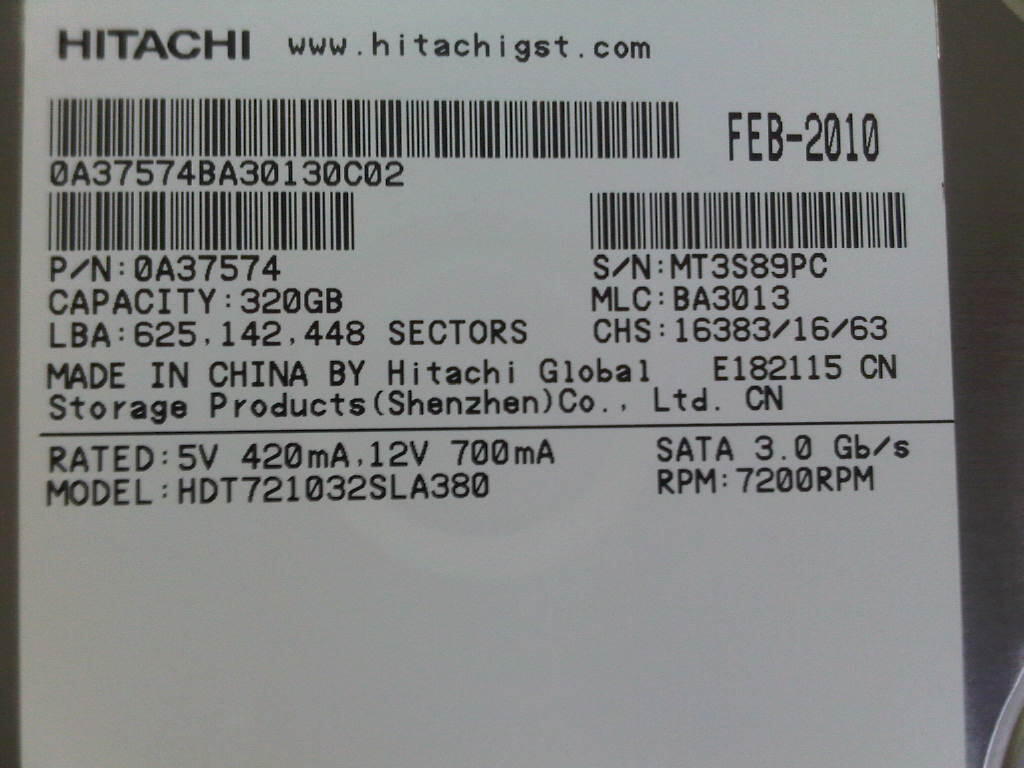 HITACHI www.hitachigst.com
FEB-2010
0A37574BA30130C02
P/N:0A37574 S/N:MT3S89PC
CAPACITY:320GB MLC:BA3013
LBA:625,142,448 SECTORS CHS:16383/16/63
MADE IN CHINA BY Hitachi Global E182115 CN
Storage Products(Shenzhen)Co., Ltd. CN
RATED:5V 420mA,12V 700mA SATA 3.0 Gb/s
MODEL:HDT721032SLA380 RPM:7200RPM